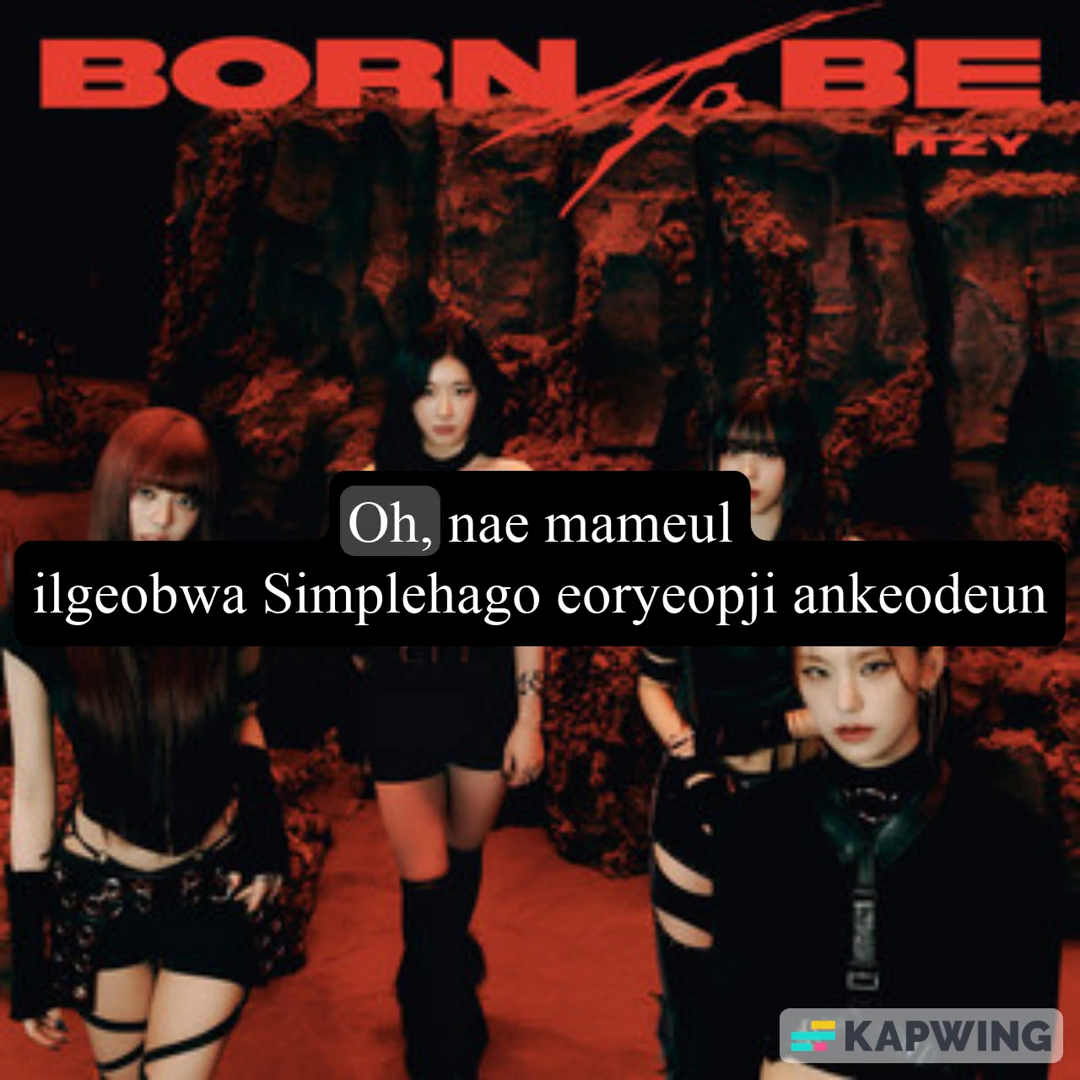 BORN To BE
ITZY
Oh, nae mameul
ilgeobwa Simplehago eoryeopji ankeodeun
KAPWING